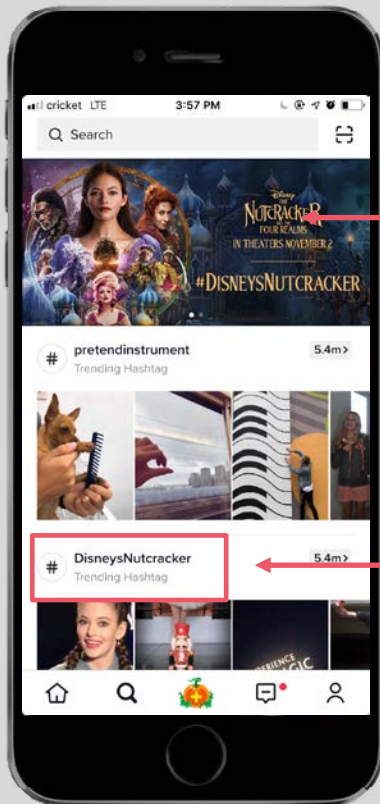 cricket LTE 3:57 PM
Search
Disney
THE
NUTCRACKER
AND THE
FOUR REALMS
IN THEATERS NOVEMBER 2
#DISNEYSNUTCRACKER
# pretendinstrument 5.4m >
Trending Hashtag
# DisneysNutcracker 5.4m >
Trending Hashtag